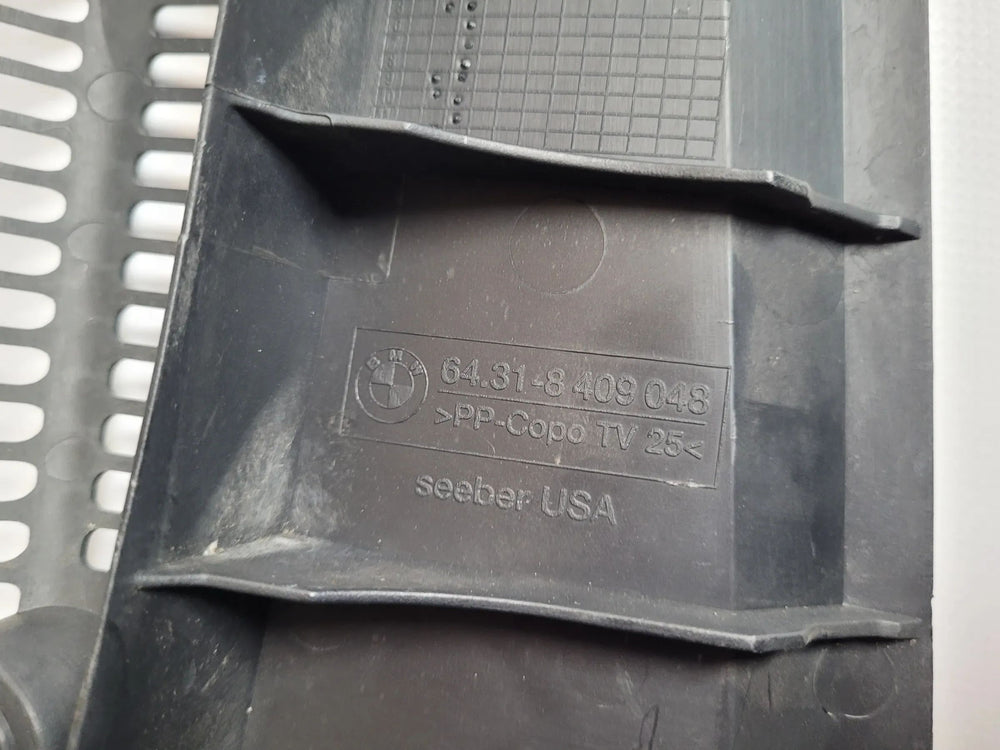 BMW
64.31-8 409 048
>PP-Copo TV 25<
seeber USA